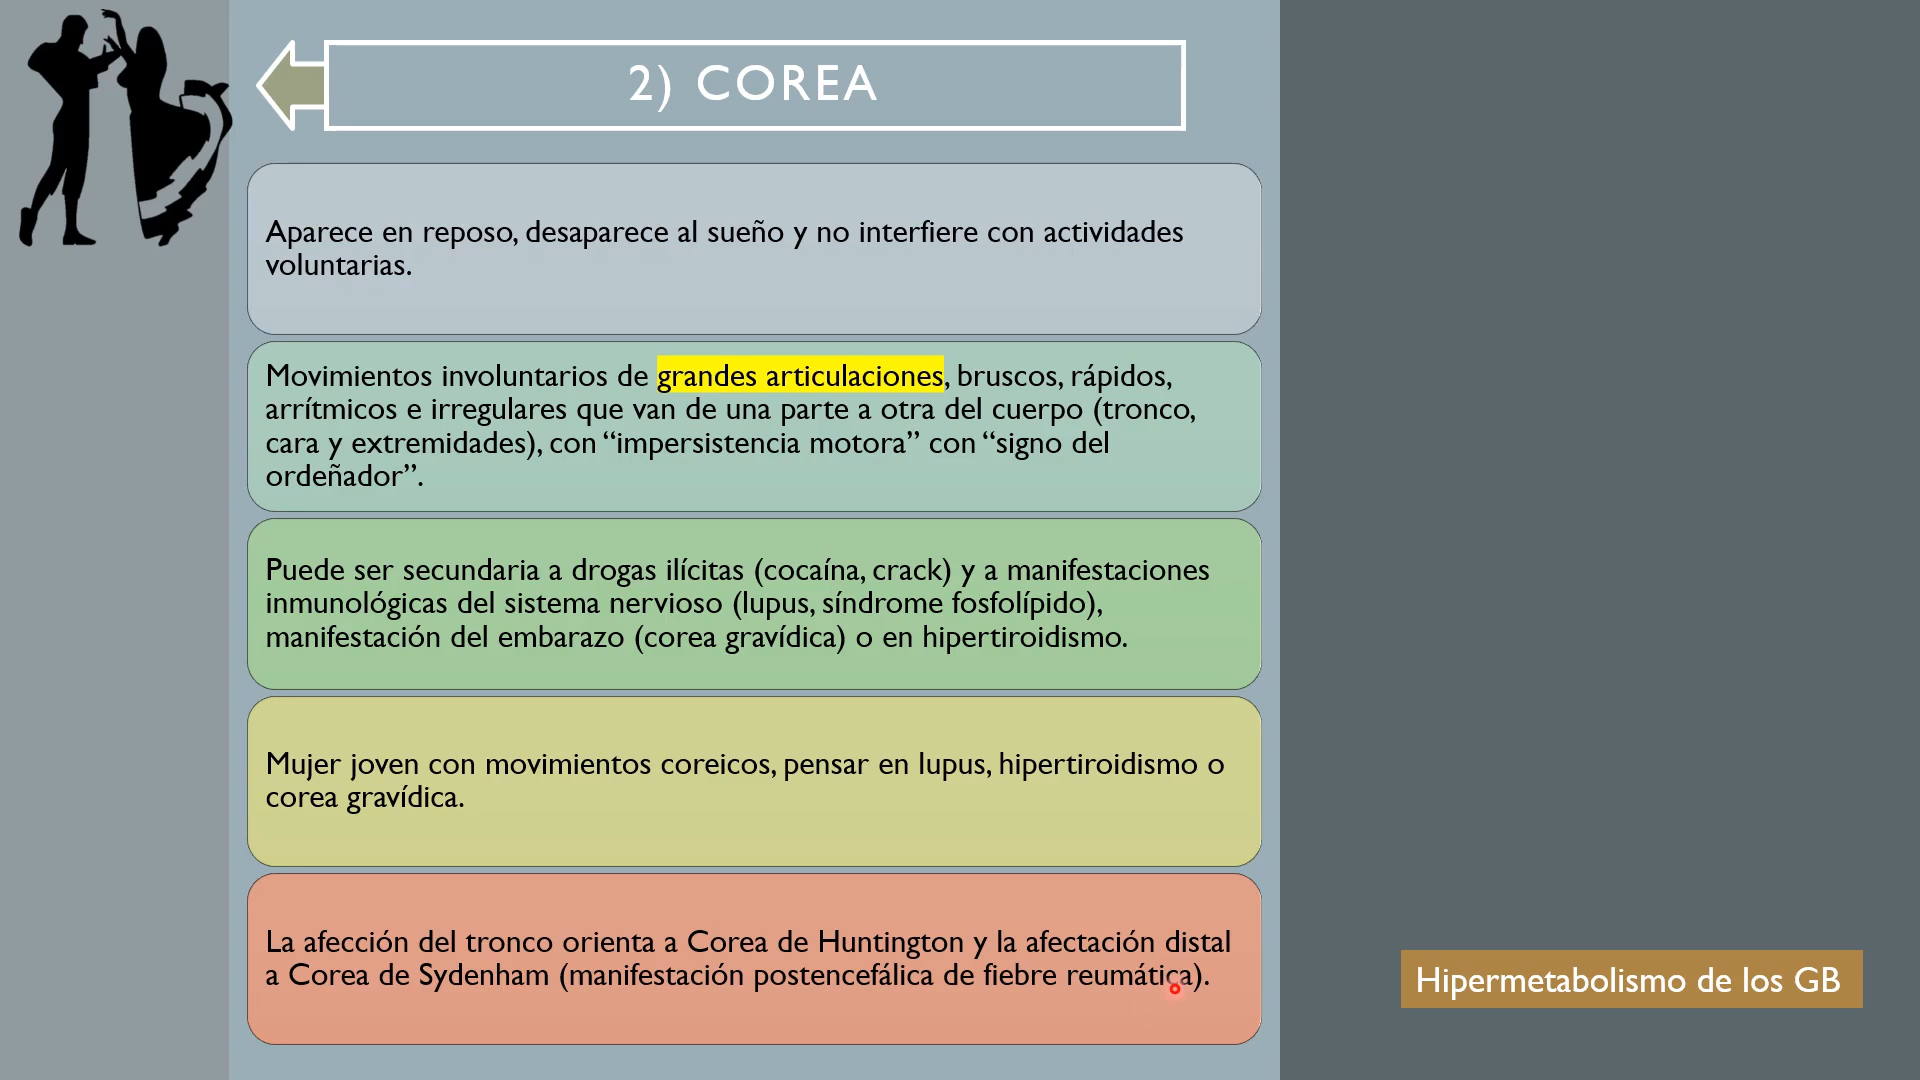 2) COREA
Aparece en reposo, desaparece al sueño y no interfiere con actividades
voluntarias.
Movimientos involuntarios de grandes articulaciones, bruscos, rápidos,
arrítmicos e irregulares que van de una parte a otra del cuerpo (tronco,
cara y extremidades), con “impersistencia motora” con “signo del
ordeñador”.
Puede ser secundaria a drogas ilícitas (cocaína, crack) y a manifestaciones
inmunológicas del sistema nervioso (lupus, síndrome fosfolípido),
manifestación del embarazo (corea gravídica) o en hipertiroidismo.
Mujer joven con movimientos coreicos, pensar en lupus, hipertiroidismo o
corea gravídica.
La afección del tronco orienta a Corea de Huntington y la afectación distal
a Corea de Sydenham (manifestación postencefálica de fiebre reumática).
Hipermetabolismo de los GB